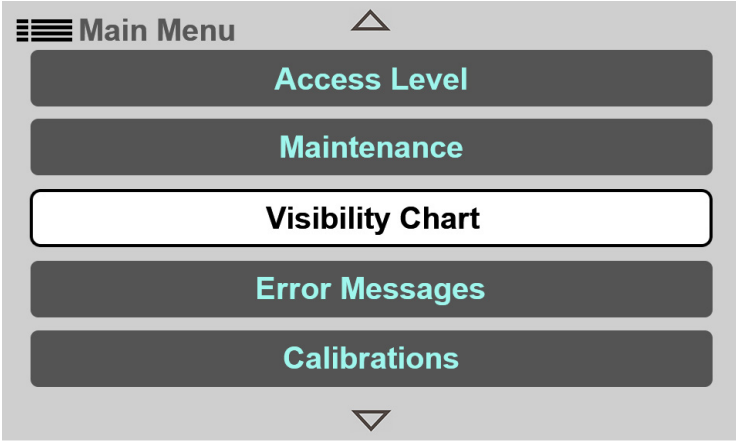 Main Menu
Access Level
Maintenance
Visibility Chart
Error Messages
Calibrations